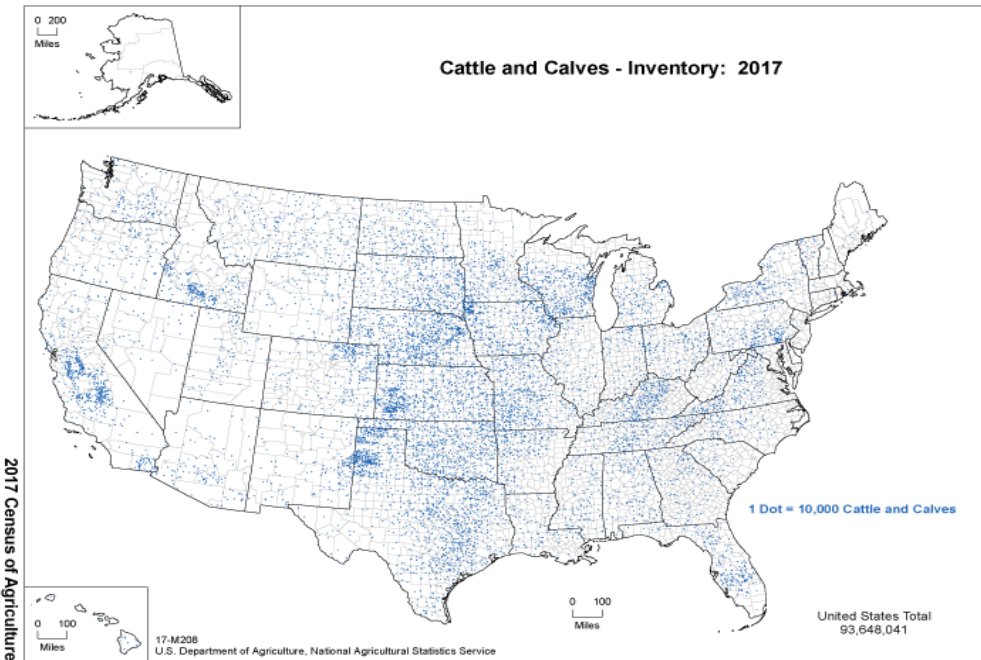 0 200
Miles
Cattle and Calves - Inventory: 2017
1 Dot = 10,000 Cattle and Calves
2017 Census of Agriculture
0 100
Miles
17-M208
U.S. Department of Agriculture, National Agricultural Statistics Service
0 100
Miles
United States Total
93,648,041